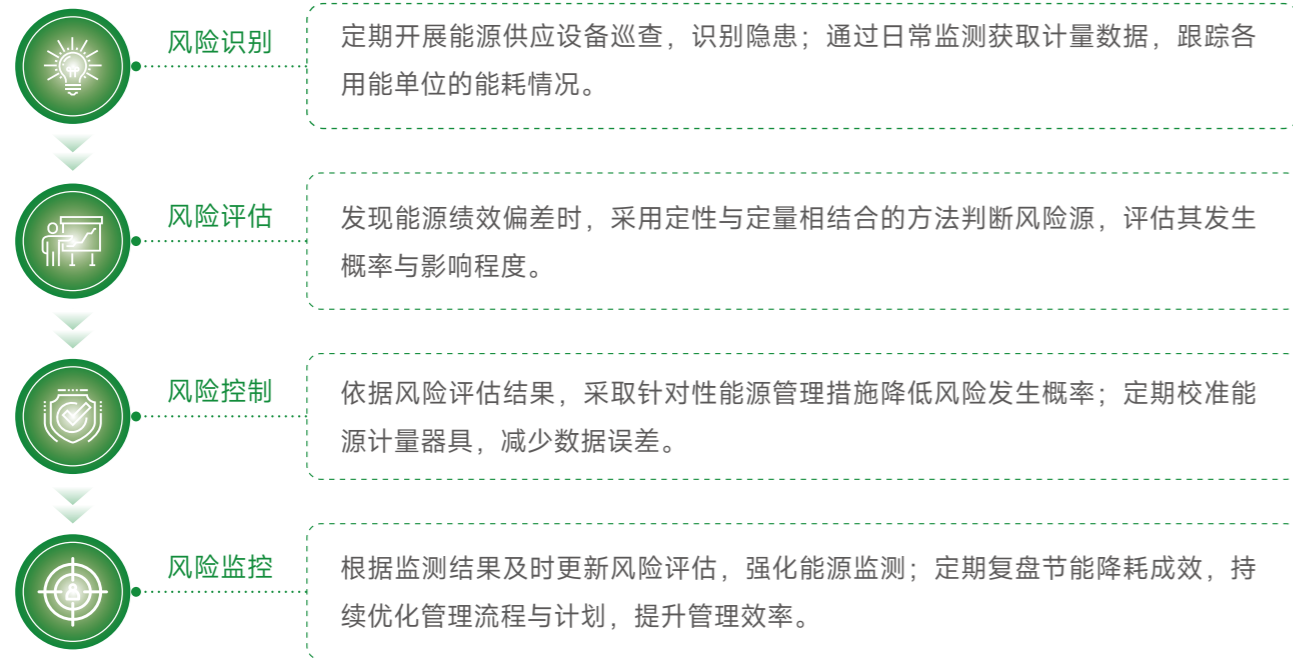 风险识别
定期开展能源供应设备巡查，识别隐患；通过日常监测获取计量数据，跟踪各
用能单位的能耗情况。
风险评估
发现能源绩效偏差时，采用定性与定量相结合的方法判断风险源，评估其发生
概率与影响程度。
风险控制
依据风险评估结果，采取针对性能源管理措施降低风险发生概率；定期校准能
源计量器具，减少数据误差。
风险监控
根据监测结果及时更新风险评估，强化能源监测；定期复盘节能降耗成效，持
续优化管理流程与计划，提升管理效率。